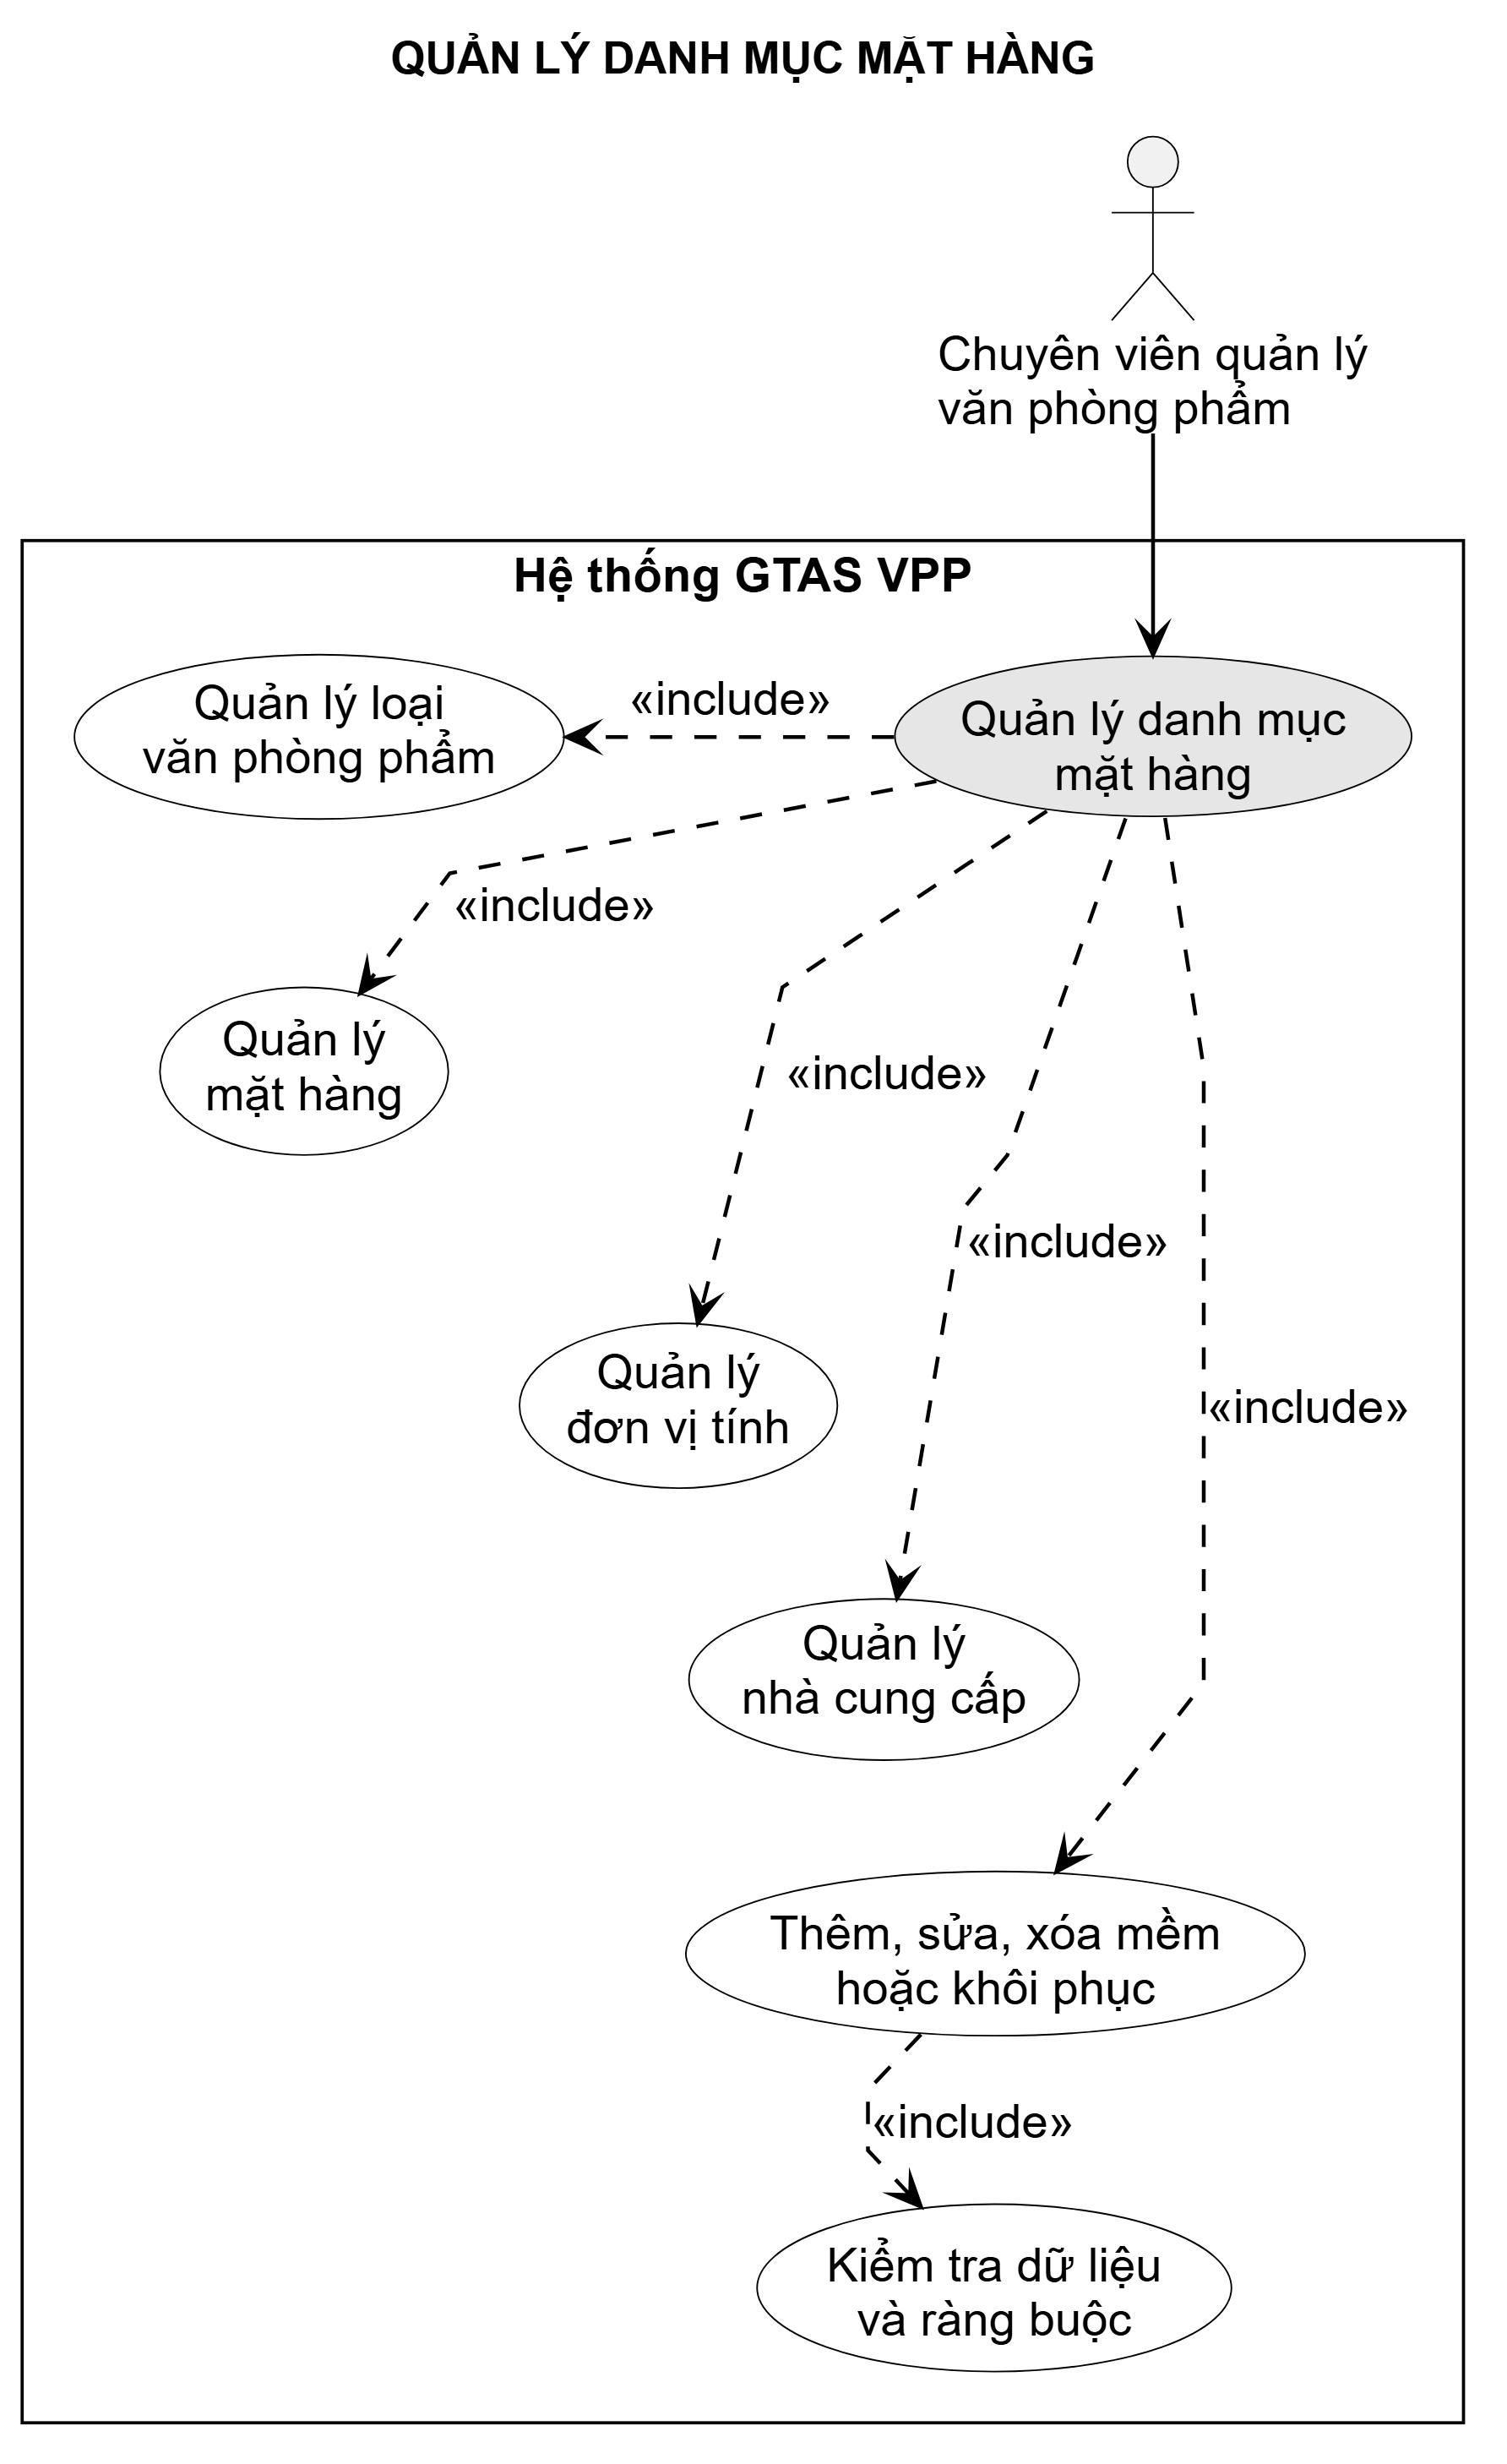 QUẢN LÝ DANH MỤC MẶT HÀNG
Chuyên viên quản lý
văn phòng phẩm
Hệ thống GTAS VPP
Quản lý loại
văn phòng phẩm
«include»
Quản lý danh mục
mặt hàng
«include»
Quản lý
mặt hàng
«include»
«include»
Quản lý
đơn vị tính
«include»
Quản lý
nhà cung cấp
Thêm, sửa, xóa mềm
hoặc khôi phục
«include»
Kiểm tra dữ liệu
và ràng buộc